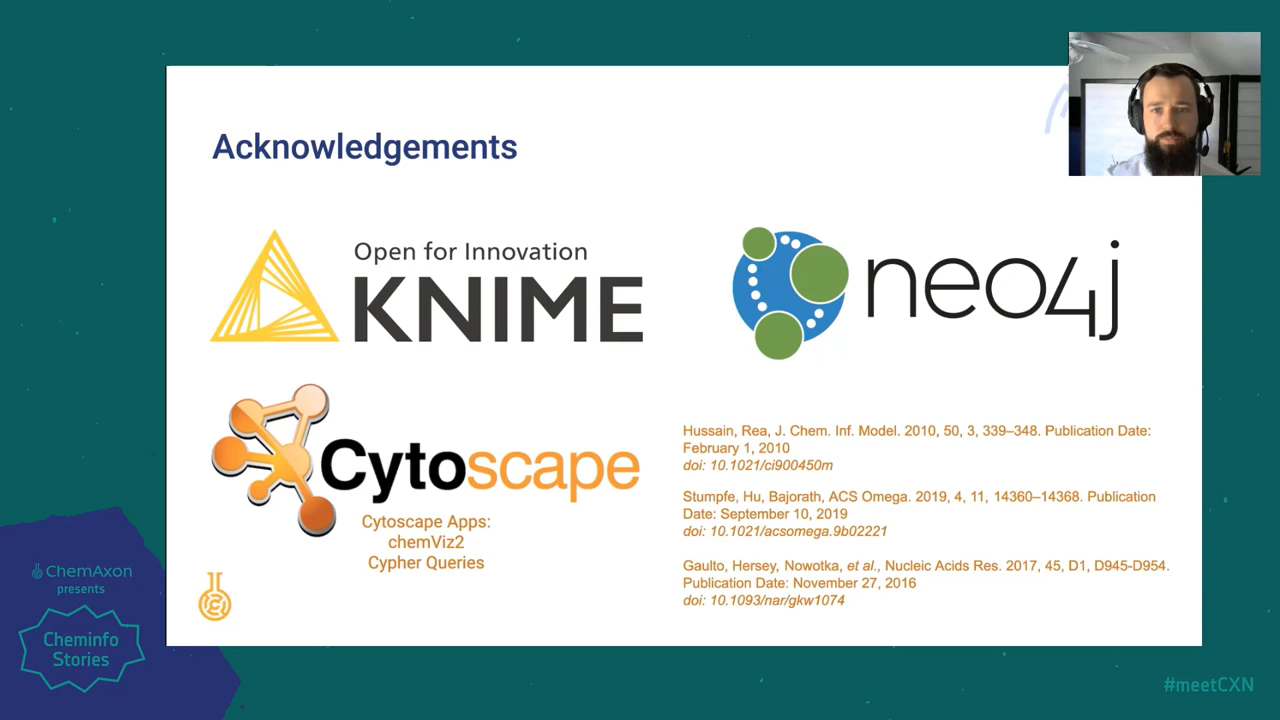 Acknowledgements
Open for Innovation
KNIME
neo4j
Cytoscape
Cytoscape Apps:
chemViz2
Cypher Queries
Hussain, Rea, J. Chem. Inf. Model. 2010, 50, 3, 339–348. Publication Date:
February 1, 2010
doi: 10.1021/ci900450m
Stumpfe, Hu, Bajorath, ACS Omega. 2019, 4, 11, 14360–14368. Publication
Date: September 10, 2019
doi: 10.1021/acsomega.9b02221
Gaulto, Hersey, Nowotka, et al., Nucleic Acids Res. 2017, 45, D1, D945-D954.
Publication Date: November 27, 2016
doi: 10.1093/nar/gkw1074
ChemAxon
presents
Cheminfo
Stories
#meetCXN